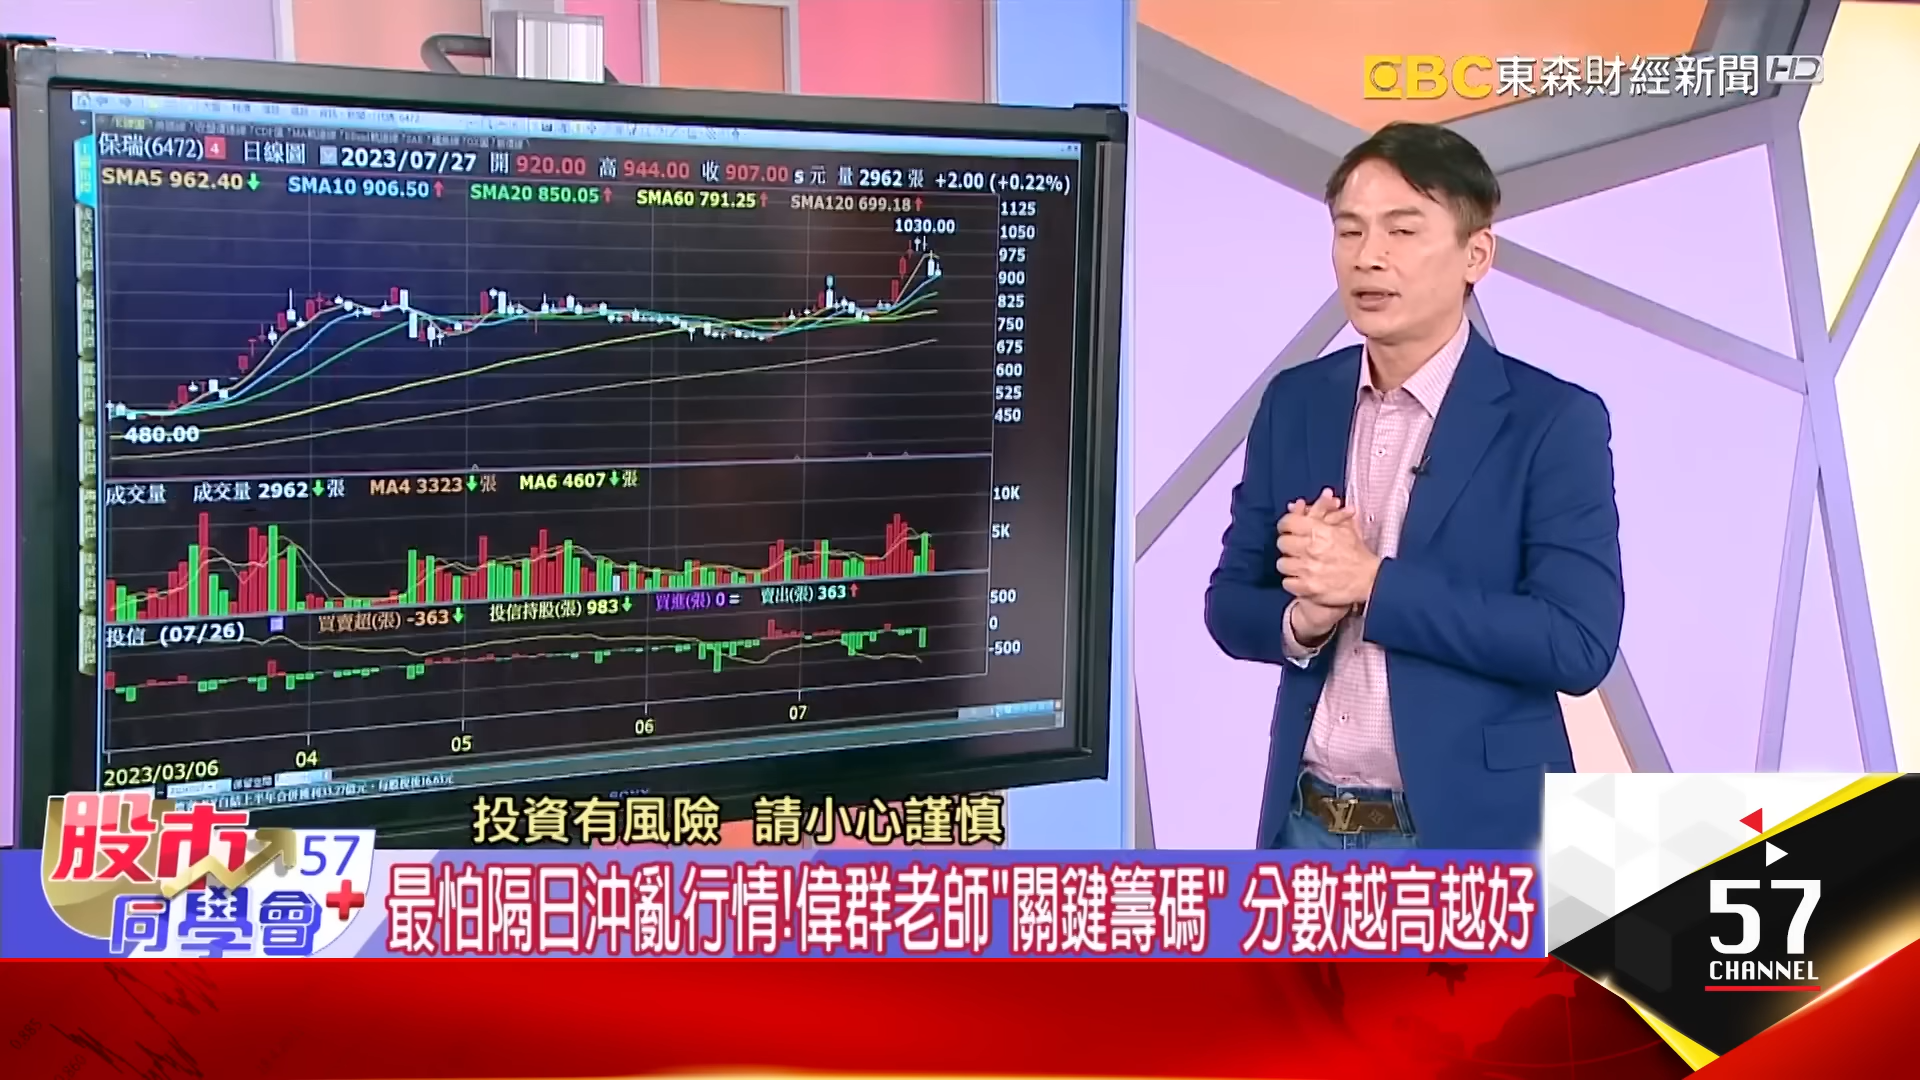 EBC東森財經新聞HD
保瑞(6472) 4 日線圖 2023/07/27 開 920.00 高 944.00 收 907.00 s 元 量 2962 張 +2.00 (+0.22%)
SMA5 962.40↓ SMA10 906.50↑ SMA20 850.05↑ SMA60 791.25↑ SMA120 699.18↑
1125
1030.00
1050
975
900
825
750
675
600
525
450
480.00
成交量 成交量 2962↓張 MA4 3323↓張 MA6 4607↓張
10K
5K
投信 (07/26) 買賣超(張) -363↓ 投信持股(張) 983↓ 買進(張) 0 = 賣出(張) 363↑
500
0
-500
2023/03/06 04 05 06 07
投資有風險 請小心謹慎
股市 57
同學會+
最怕隔日沖亂行情!偉群老師"關鍵籌碼" 分數越高越好
57
CHANNEL